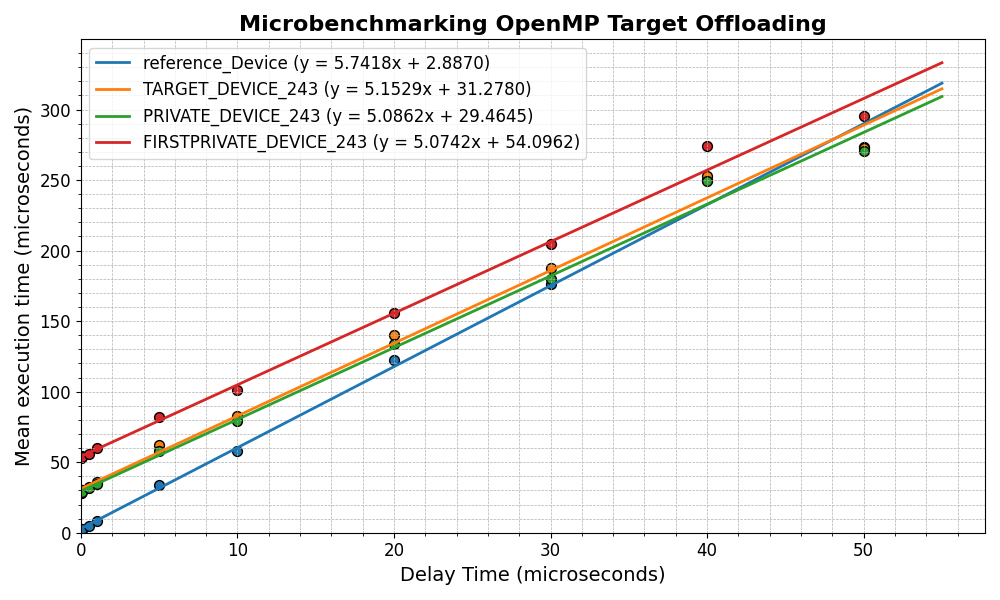 Microbenchmarking OpenMP Target Offloading
reference_Device (y = 5.7418x + 2.8870)
TARGET_DEVICE_243 (y = 5.1529x + 31.2780)
PRIVATE_DEVICE_243 (y = 5.0862x + 29.4645)
FIRSTPRIVATE_DEVICE_243 (y = 5.0742x + 54.0962)
Mean execution time (microseconds)
300
250
200
150
100
50
0
0 10 20 30 40 50
Delay Time (microseconds)